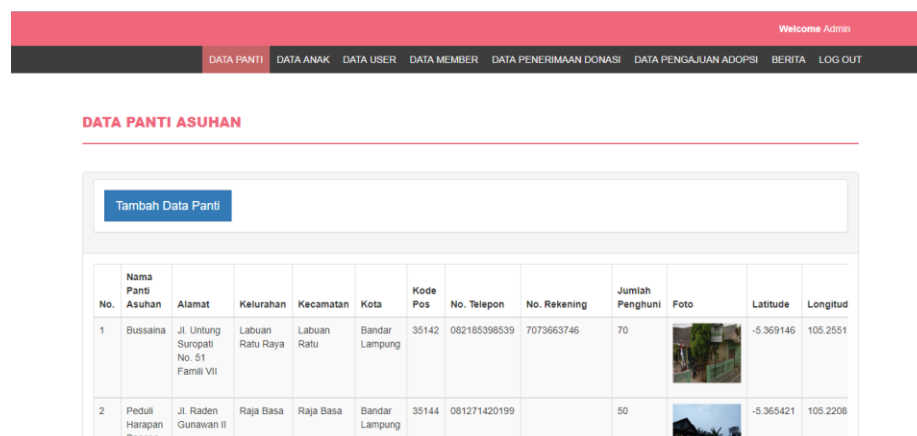 Welcome Admin
DATA PANTI DATA ANAK DATA USER DATA MEMBER DATA PENERIMAAN DONASI DATA PENGAJUAN ADOPSI BERITA LOG OUT
DATA PANTI ASUHAN
Tambah Data Panti
No. Nama Panti Asuhan Alamat Kelurahan Kecamatan Kota Kode Pos No. Telepon No. Rekening Jumlah Penghuni Foto Latitude Longitud
1 Bussaina Jl. Untung Suropati No. 51 Famili VII Labuan Ratu Raya Labuan Ratu Bandar Lampung 35142 082185398539 7073663746 70 -5.369146 105.2551
2 Peduli Harapan Jl. Raden Gunawan II Raja Basa Raja Basa Bandar Lampung 35144 081271420199 50 -5.365421 105.2208